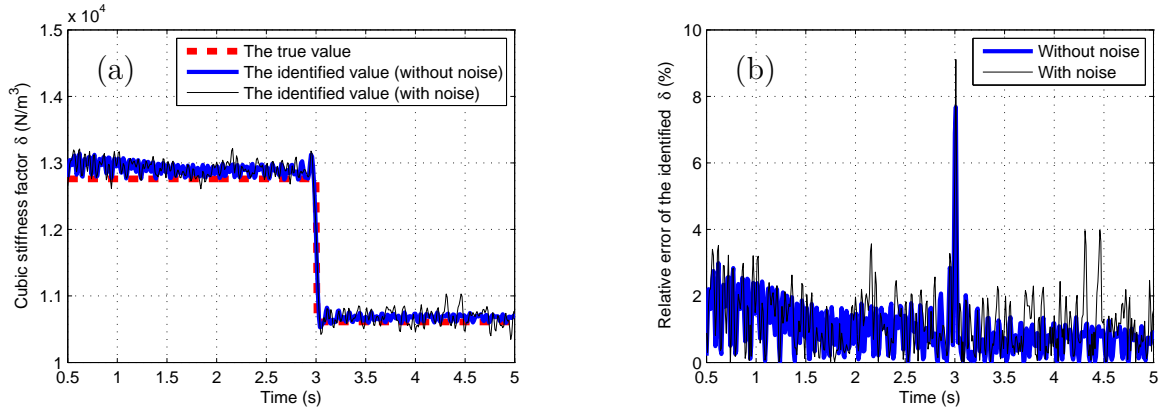 x 10⁴
1.5
1.4
1.3
1.2
1.1
1
Cubic stiffness factor δ (N/m³)
(a)
The true value
The identified value (without noise)
The identified value (with noise)
0.5 1 1.5 2 2.5 3 3.5 4 4.5 5
Time (s)
10
8
6
4
2
0
Relative error of the identified δ (%)
(b)
Without noise
With noise
0.5 1 1.5 2 2.5 3 3.5 4 4.5 5
Time (s)